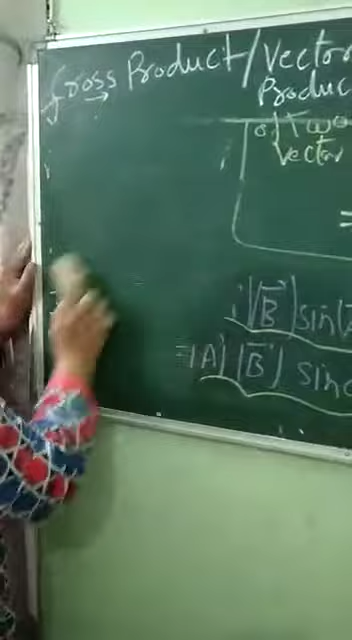 Cross Product/Vector
Product
of Two
Vector
=
|B| sin(
=|A| |B| sin